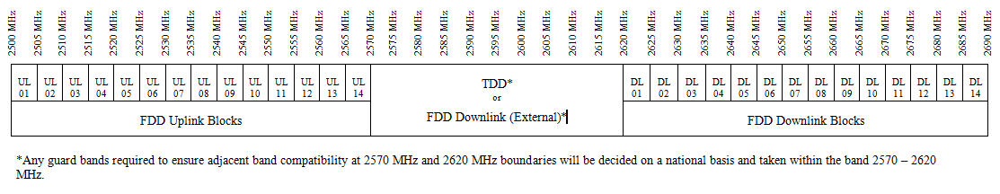 2500 MHz 2505 MHz 2510 MHz 2515 MHz 2520 MHz 2525 MHz 2530 MHz 2535 MHz 2540 MHz 2545 MHz 2550 MHz 2555 MHz 2560 MHz 2565 MHz 2570 MHz 2575 MHz 2580 MHz 2585 MHz 2590 MHz 2595 MHz 2600 MHz 2605 MHz 2610 MHz 2615 MHz 2620 MHz 2625 MHz 2630 MHz 2635 MHz 2640 MHz 2645 MHz 2650 MHz 2655 MHz 2660 MHz 2665 MHz 2670 MHz 2675 MHz 2680 MHz 2685 MHz 2690 MHz
UL UL UL UL UL UL UL UL UL UL UL UL UL UL
01 02 03 04 05 06 07 08 09 10 11 12 13 14
FDD Uplink Blocks
TDD*
or
FDD Downlink (External)*
DL DL DL DL DL DL DL DL DL DL DL DL DL DL
01 02 03 04 05 06 07 08 09 10 11 12 13 14
FDD Downlink Blocks
*Any guard bands required to ensure adjacent band compatibility at 2570 MHz and 2620 MHz boundaries will be decided on a national basis and taken within the band 2570 – 2620
MHz.